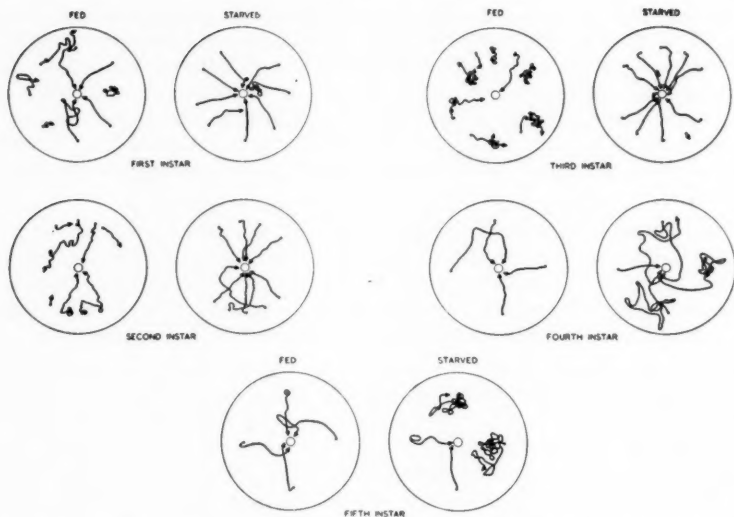 FED STARVED FED STARVED
FIRST INSTAR THIRD INSTAR
SECOND INSTAR FOURTH INSTAR
FED STARVED
FIFTH INSTAR